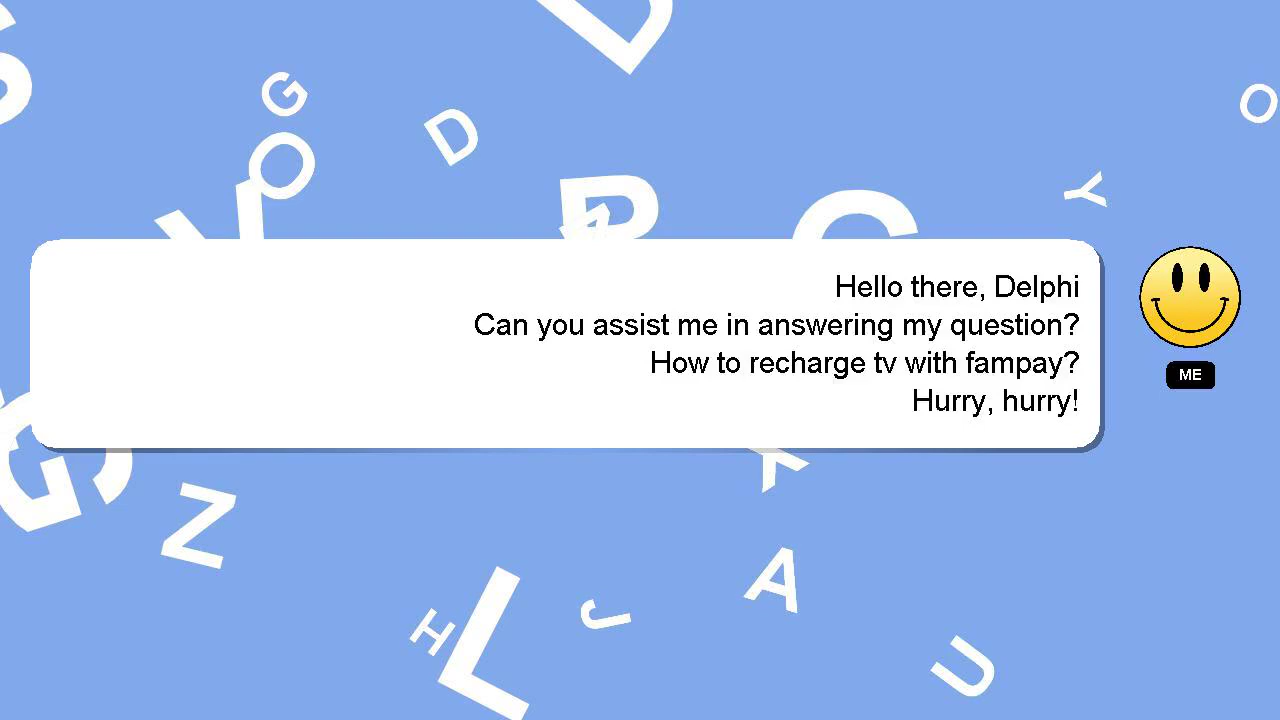 S
G
D
D
O
O
V
R
A
C
Y
Hello there, Delphi
Can you assist me in answering my question?
How to recharge tv with fampay?
Hurry, hurry!
ME
G
X
Z
A
H
L
J
U